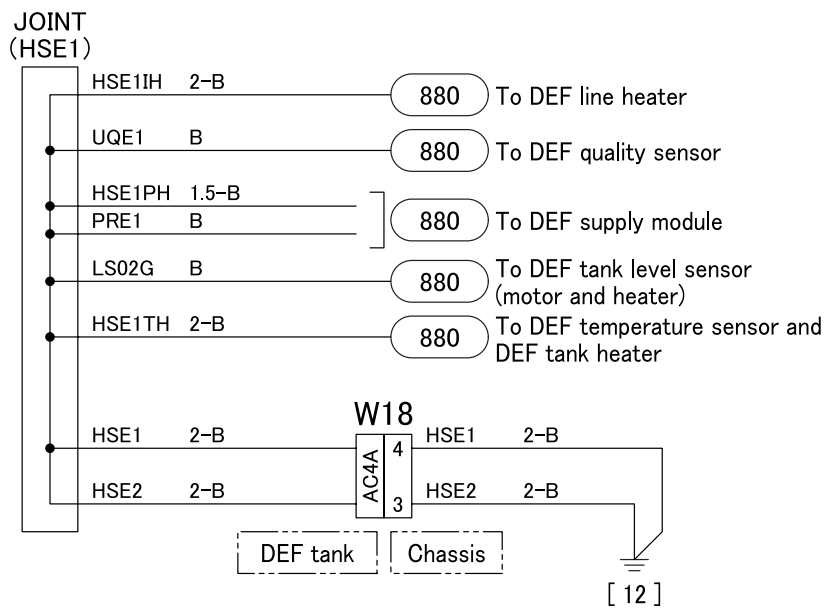 JOINT
(HSE1)
HSE1IH 2-B 880 To DEF line heater
UQE1 B 880 To DEF quality sensor
HSE1PH 1.5-B
PRE1 B
880 To DEF supply module
LS02G B 880 To DEF tank level sensor
(motor and heater)
HSE1TH 2-B 880 To DEF temperature sensor and
DEF tank heater
W18
HSE1 2-B 4 HSE1 2-B
AC4A
HSE2 2-B 3 HSE2 2-B
DEF tank Chassis
[ 12 ]